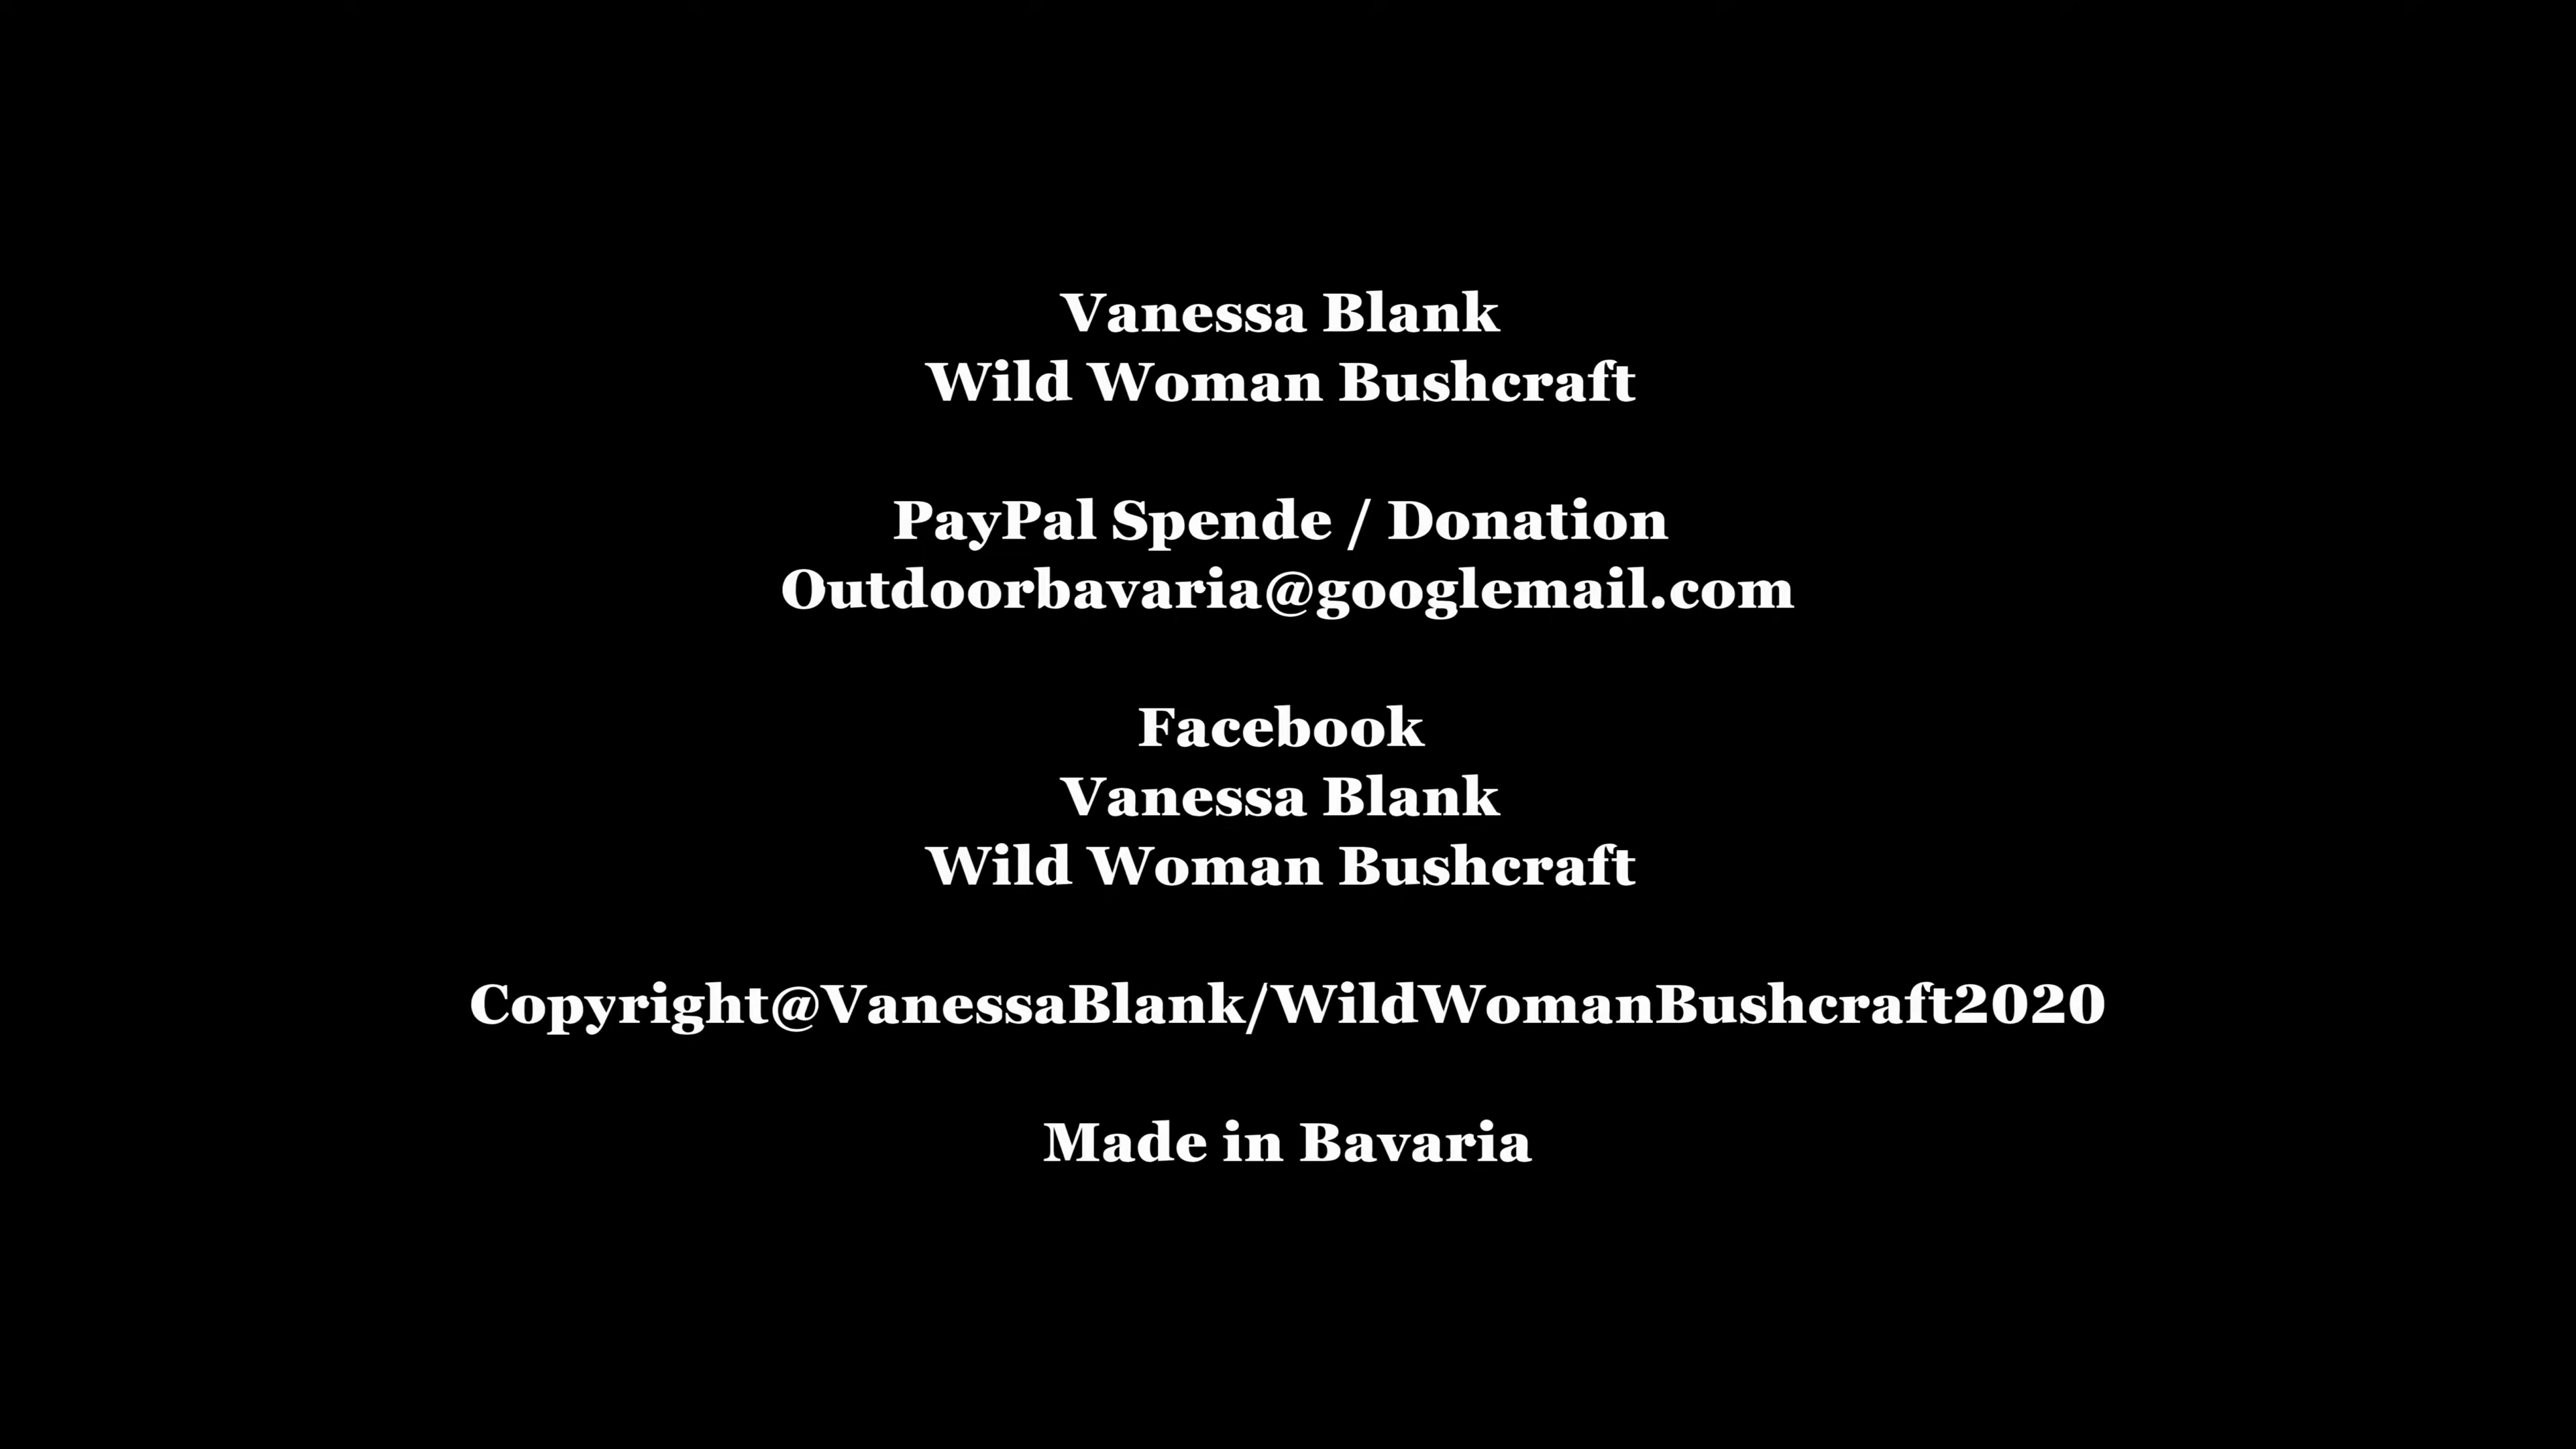 Vanessa Blank
Wild Woman Bushcraft
PayPal Spende / Donation
Outdoorbavaria@googlemail.com
Facebook
Vanessa Blank
Wild Woman Bushcraft
Copyright@VanessaBlank/WildWomanBushcraft2020
Made in Bavaria